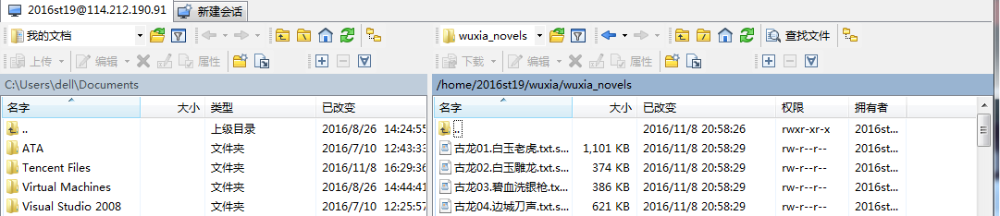 2016st19@114.212.190.91 新建会话
我的文档 wuxia_novels 查找文件
上传 编辑 属性 下载 编辑 属性
C:\Users\dell\Documents /home/2016st19/wuxia/wuxia_novels
名字 大小 类型 已改变 名字 大小 已改变 权限 拥有者
.. 上级目录 2016/8/26 14:24:55 .. 2016/11/8 20:58:26 rwxr-xr-x 2016st...
ATA 文件夹 2016/7/10 12:43:33 古龙01.白玉老虎.txt.s... 1,101 KB 2016/11/8 20:58:29 rw-r--r-- 2016st...
Tencent Files 文件夹 2016/11/8 16:29:36 古龙02.白玉雕龙.txt.s... 374 KB 2016/11/8 20:58:29 rw-r--r-- 2016st...
Virtual Machines 文件夹 2016/8/26 14:44:41 古龙03.碧血洗银枪.tx... 386 KB 2016/11/8 20:58:29 rw-r--r-- 2016st...
Visual Studio 2008 文件夹 2016/7/10 12:25:57 古龙04.边城刀声.txt.s... 621 KB 2016/11/8 20:58:29 rw-r--r-- 2016st...